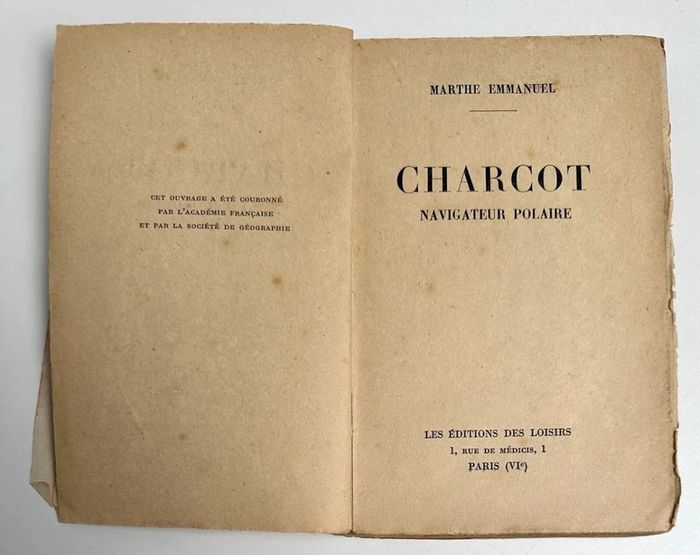 CET OUVRAGE A ÉTÉ COURONNÉ
PAR L'ACADÉMIE FRANÇAISE
ET PAR LA SOCIÉTÉ DE GÉOGRAPHIE
MARTHE EMMANUEL
CHARCOT
NAVIGATEUR POLAIRE
LES ÉDITIONS DES LOISIRS
1, RUE DE MÉDICIS, 1
PARIS (VIe)